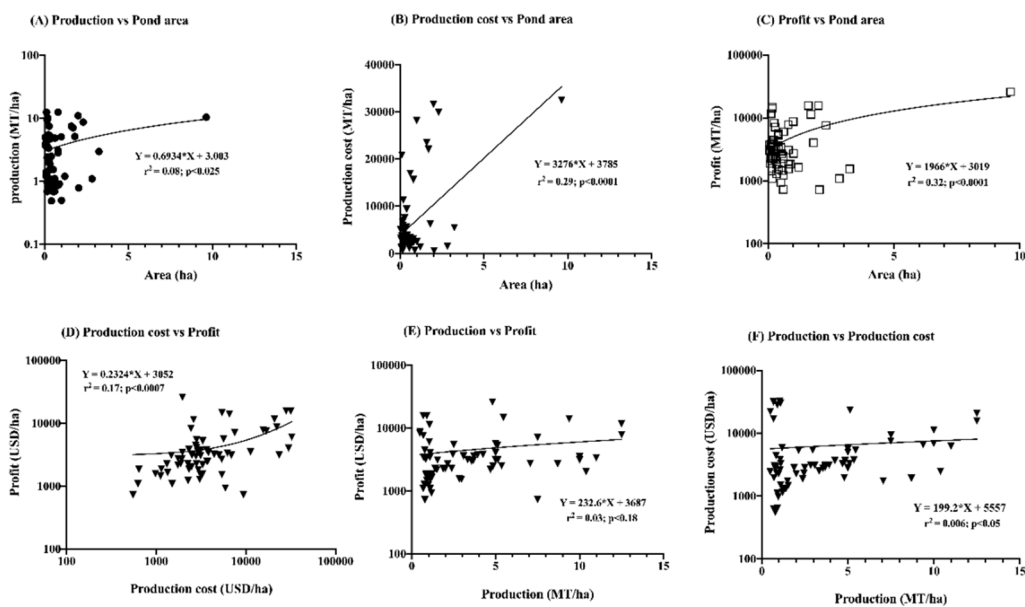 (A) Production vs Pond area
production (MT/ha)
100
10
1
0.1
Y = 0.6934*X + 3.003
r² = 0.08; p<0.025
0 5 10 15
Area (ha)
(B) Production cost vs Pond area
Production cost (MT/ha)
40000
30000
20000
10000
0
Y = 3276*X + 3785
r² = 0.29; p<0.0001
0 5 10 15
Area (ha)
(C) Profit vs Pond area
Profit (MT/ha)
100000
10000
1000
100
Y = 1966*X + 3019
r² = 0.32; p<0.0001
0 5 10
Area (ha)
(D) Production cost vs Profit
Profit (USD/ha)
100000
10000
1000
100
Y = 0.2324*X + 3052
r² = 0.17; p<0.0007
100 1000 10000 100000
Production cost (USD/ha)
(E) Production vs Profit
Profit (USD/ha)
100000
10000
1000
100
Y = 232.6*X + 3687
r² = 0.03; p<0.18
0 5 10 15
Production (MT/ha)
(F) Production vs Production cost
Production cost (USD/ha)
100000
10000
1000
100
Y = 199.2*X + 5557
r² = 0.006; p<0.05
0 5 10 15
Production (MT/ha)